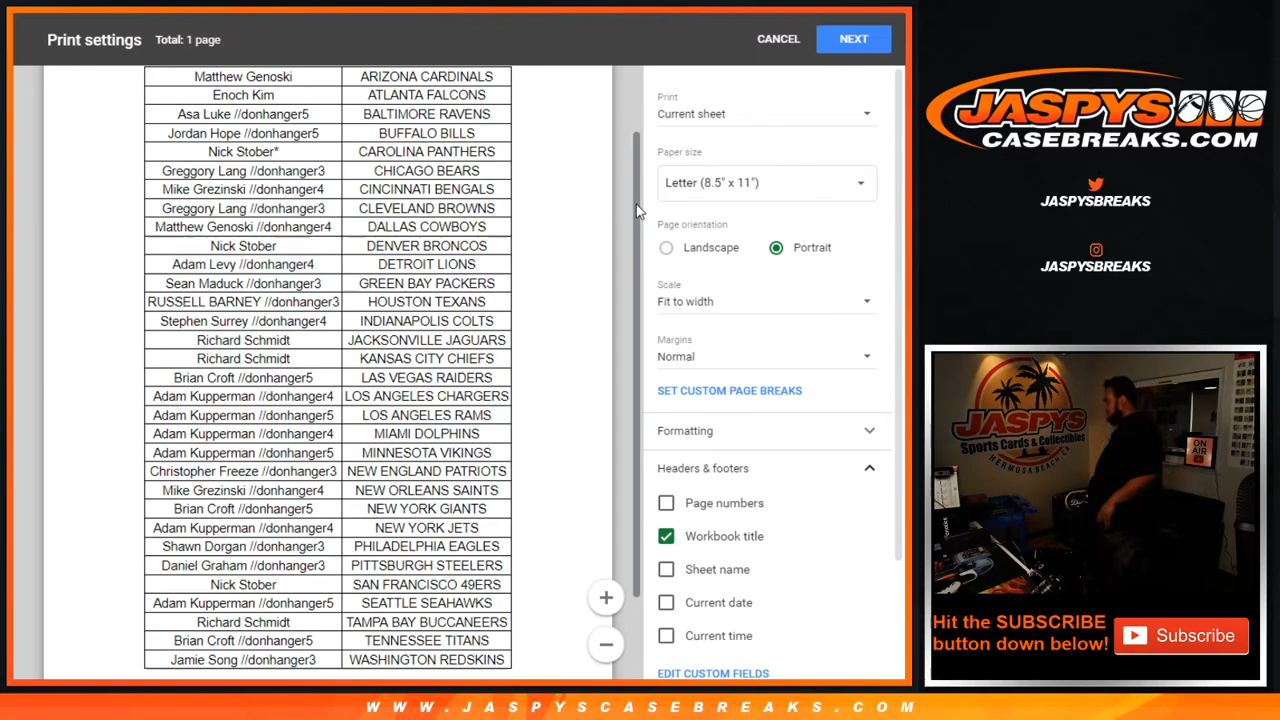 Print settings Total: 1 page
CANCEL NEXT
Matthew Genoski ARIZONA CARDINALS
Enoch Kim ATLANTA FALCONS
Asa Luke //donhanger5 BALTIMORE RAVENS
Jordan Hope //donhanger5 BUFFALO BILLS
Nick Stober* CAROLINA PANTHERS
Greggory Lang //donhanger3 CHICAGO BEARS
Mike Grezinski //donhanger4 CINCINNATI BENGALS
Greggory Lang //donhanger3 CLEVELAND BROWNS
Matthew Genoski //donhanger4 DALLAS COWBOYS
Nick Stober DENVER BRONCOS
Adam Levy //donhanger4 DETROIT LIONS
Sean Maduck //donhanger3 GREEN BAY PACKERS
RUSSELL BARNEY //donhanger3 HOUSTON TEXANS
Stephen Surrey //donhanger4 INDIANAPOLIS COLTS
Richard Schmidt JACKSONVILLE JAGUARS
Richard Schmidt KANSAS CITY CHIEFS
Brian Croft //donhanger5 LAS VEGAS RAIDERS
Adam Kupperman //donhanger4 LOS ANGELES CHARGERS
Adam Kupperman //donhanger5 LOS ANGELES RAMS
Adam Kupperman //donhanger4 MIAMI DOLPHINS
Adam Kupperman //donhanger5 MINNESOTA VIKINGS
Christopher Freeze //donhanger3 NEW ENGLAND PATRIOTS
Mike Grezinski //donhanger4 NEW ORLEANS SAINTS
Brian Croft //donhanger5 NEW YORK GIANTS
Adam Kupperman //donhanger4 NEW YORK JETS
Shawn Dorgan //donhanger3 PHILADELPHIA EAGLES
Daniel Graham //donhanger3 PITTSBURGH STEELERS
Nick Stober SAN FRANCISCO 49ERS
Adam Kupperman //donhanger5 SEATTLE SEAHAWKS
Richard Schmidt TAMPA BAY BUCCANEERS
Brian Croft //donhanger5 TENNESSEE TITANS
Jamie Song //donhanger3 WASHINGTON REDSKINS
Print
Current sheet
Paper size
Letter (8.5" x 11")
Page orientation
Landscape Portrait
Scale
Fit to width
Margins
Normal
SET CUSTOM PAGE BREAKS
Formatting
Headers & footers
Page numbers
Workbook title
Sheet name
Current date
Current time
EDIT CUSTOM FIELDS
JASPYS
CASEBREAKS.COM
JASPYSBREAKS
JASPYSBREAKS
JASPYS
Sports Cards & Collectibles
HERMOSA BEACH, CA
ON AIR
Hit the SUBSCRIBE
button down below!
Subscribe
WWW.JASPYSCASEBREAKS.COM